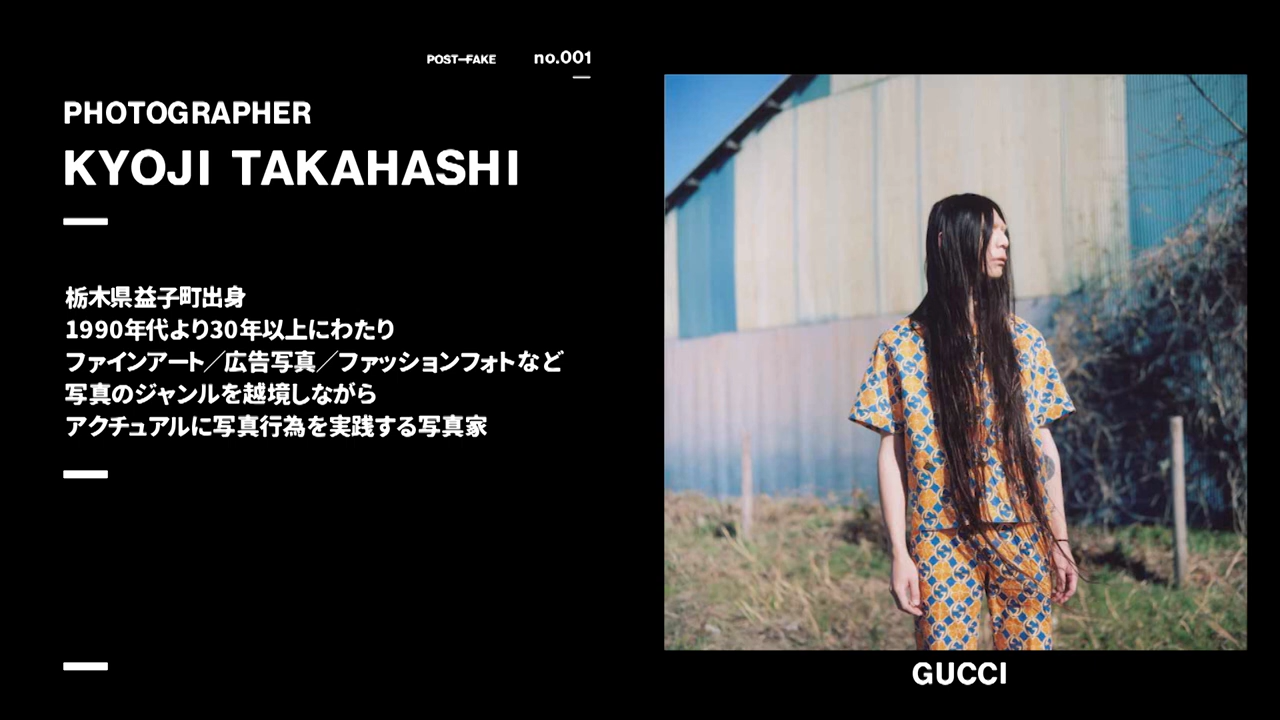 POST–FAKE no.001
PHOTOGRAPHER
KYOJI TAKAHASHI
栃木県益子町出身
1990年代より30年以上にわたり
ファインアート／広告写真／ファッションフォトなど
写真のジャンルを越境しながら
アクチュアルに写真行為を実践する写真家
GUCCI